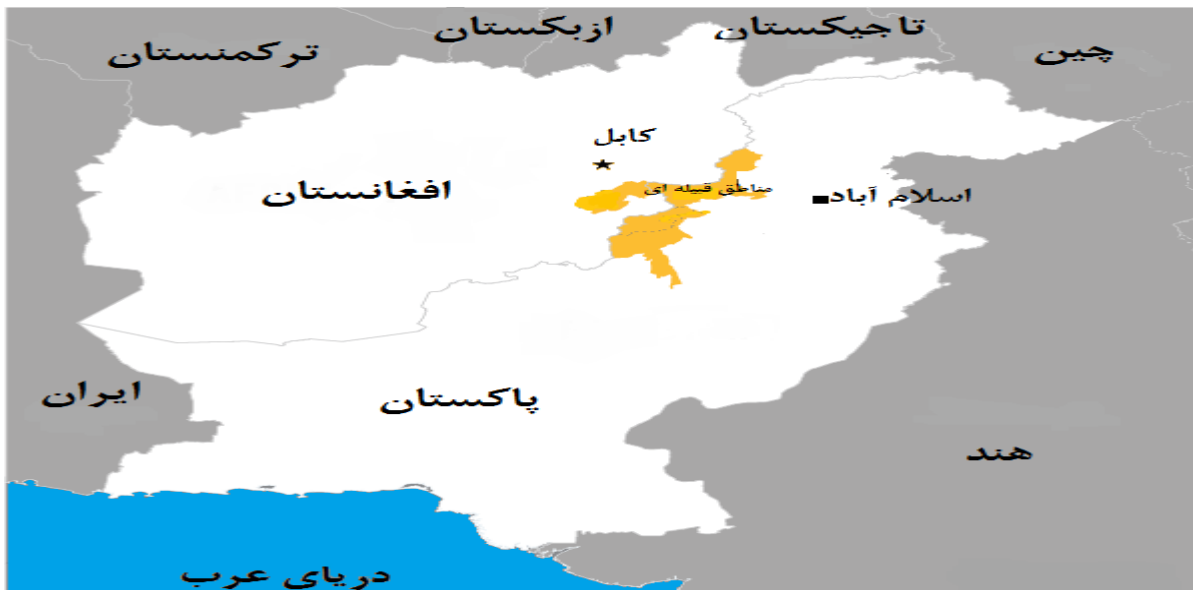 ترکمنستان
ازبکستان
تاجیکستان
چین
کابل
افغانستان
مناطق قبیله ای
اسلام آباد
ایران
پاکستان
هند
دریای عرب